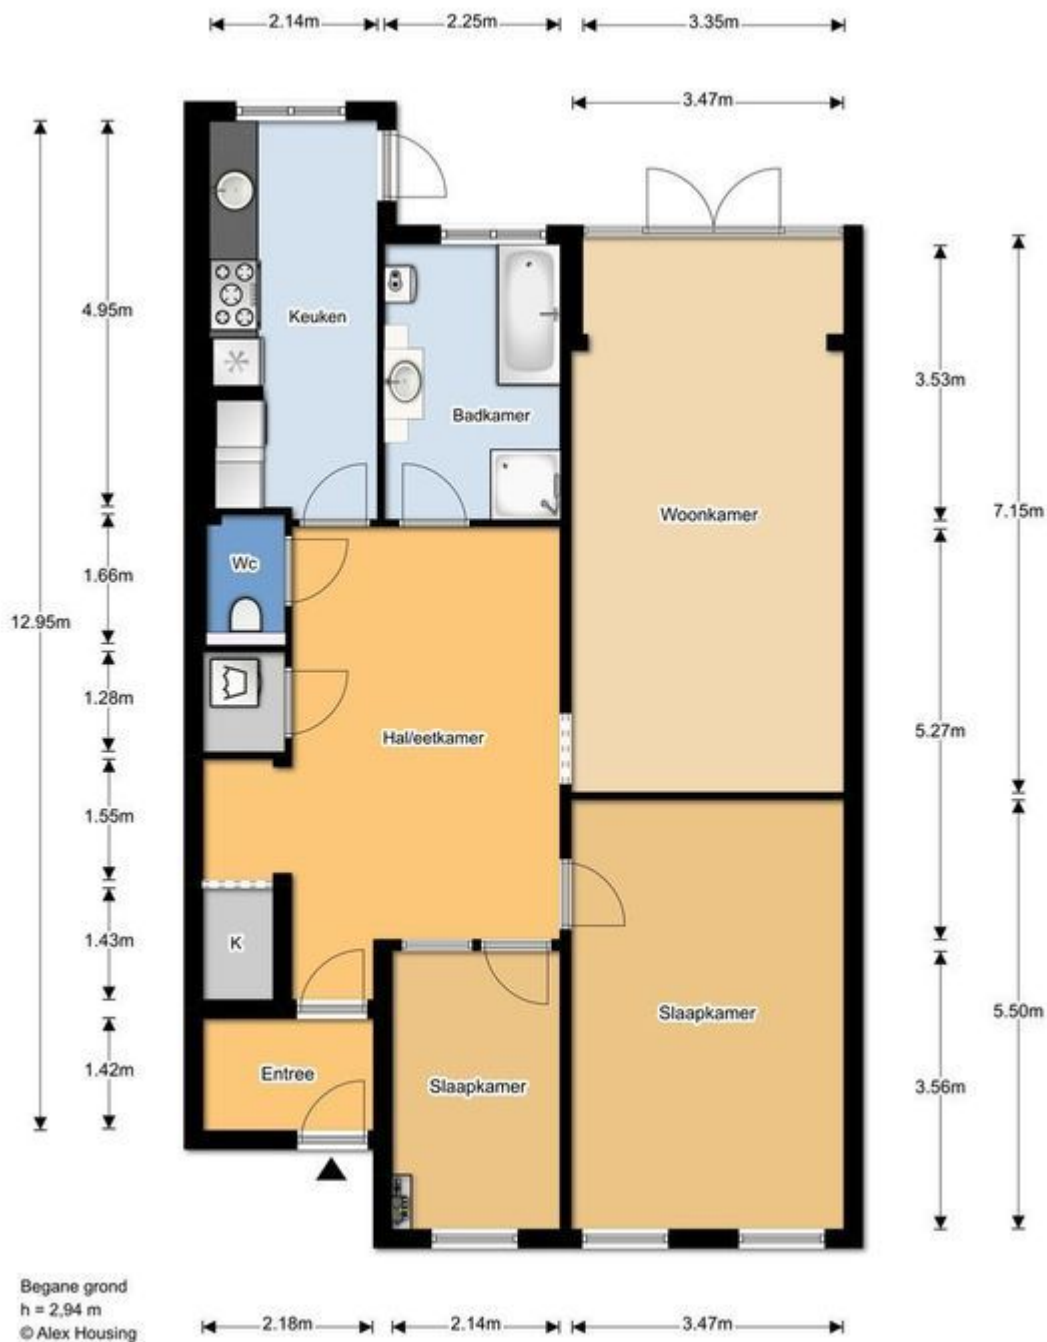 2.14m 2.25m 3.35m
3.47m
4.95m
Keuken
3.53m
Badkamer
Woonkamer
7.15m
Wc
1.66m
12.95m
1.28m
Hal/eetkamer
5.27m
1.55m
K
1.43m
Slaapkamer
5.50m
Entree
1.42m
Slaapkamer
3.56m
Begane grond
h = 2,94 m
© Alex Housing
2.18m 2.14m 3.47m